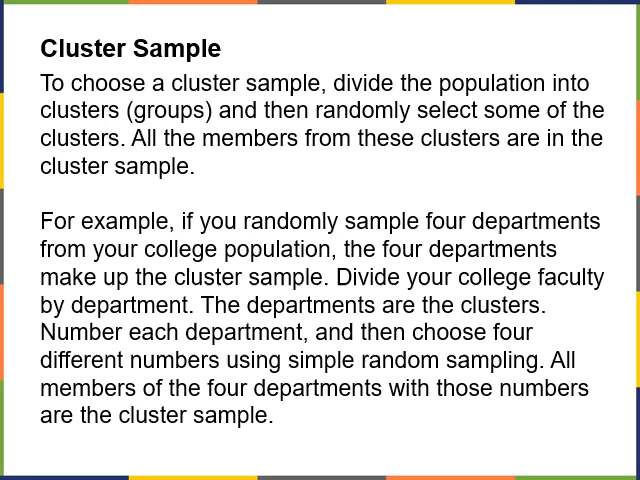 Cluster Sample
To choose a cluster sample, divide the population into
clusters (groups) and then randomly select some of the
clusters. All the members from these clusters are in the
cluster sample.
For example, if you randomly sample four departments
from your college population, the four departments
make up the cluster sample. Divide your college faculty
by department. The departments are the clusters.
Number each department, and then choose four
different numbers using simple random sampling. All
members of the four departments with those numbers
are the cluster sample.